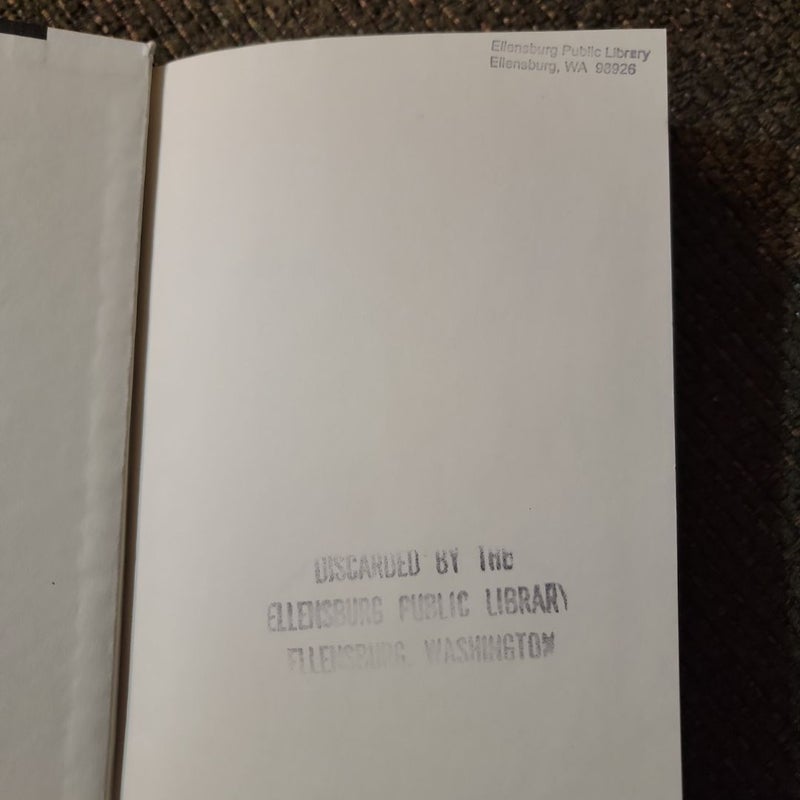 Ellensburg Public Library
Ellensburg, WA 98926
DISCARDED BY THE
ELLENSBURG PUBLIC LIBRARY
ELLENSBURG, WASHINGTON